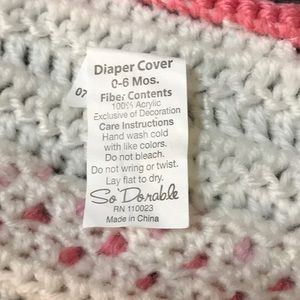 Diaper Cover
0-6 Mos.
07
Fiber Contents
100% Acrylic
Exclusive of Decoration
Care Instructions
Hand wash cold
with like colors.
Do not bleach.
Do not wring or twist.
Lay flat to dry.
So'Dorable
RN 110023
Made in China